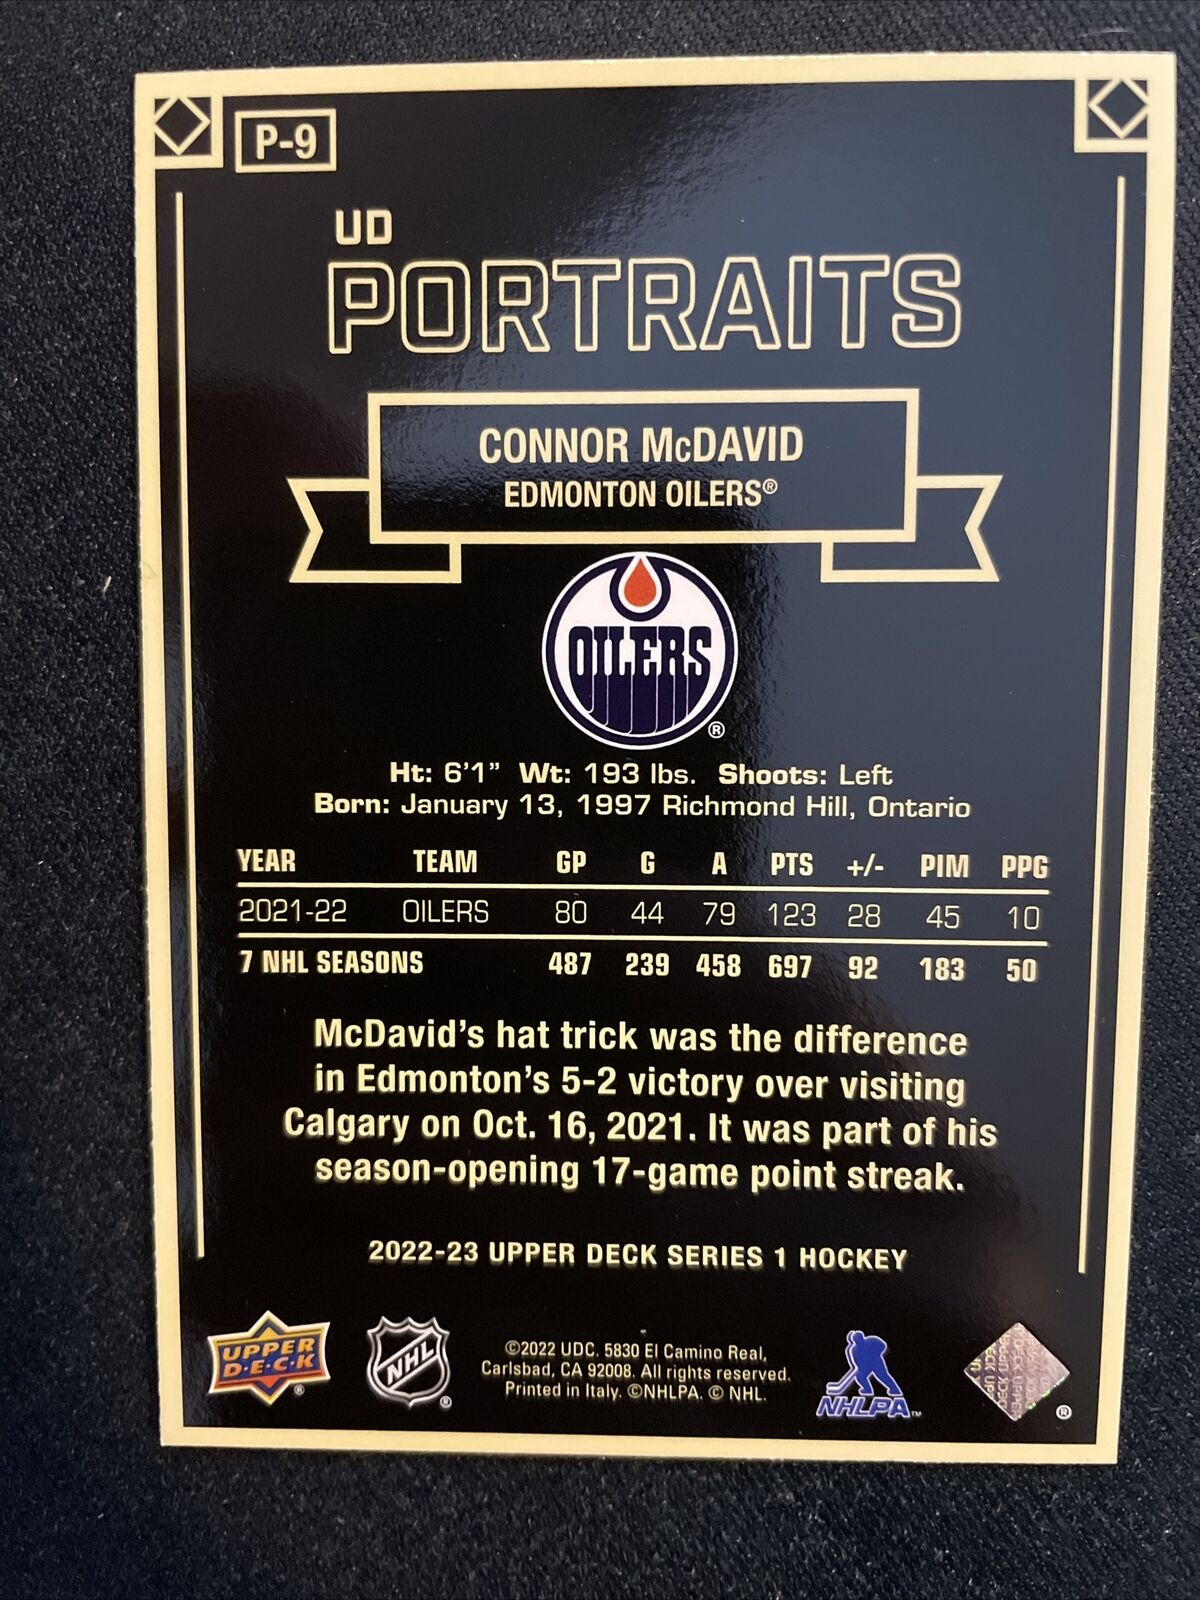 P-9
UD
PORTRAITS
CONNOR McDAVID
EDMONTON OILERS®
OILERS
®
Ht: 6'1" Wt: 193 lbs. Shoots: Left
Born: January 13, 1997 Richmond Hill, Ontario
YEAR TEAM GP G A PTS +/- PIM PPG
2021-22 OILERS 80 44 79 123 28 45 10
7 NHL SEASONS 487 239 458 697 92 183 50
McDavid's hat trick was the difference
in Edmonton's 5-2 victory over visiting
Calgary on Oct. 16, 2021. It was part of his
season-opening 17-game point streak.
2022-23 UPPER DECK SERIES 1 HOCKEY
UPPER
D·E·C·K
®
NHL
®
©2022 UDC. 5830 El Camino Real,
Carlsbad, CA 92008. All rights reserved.
Printed in Italy. ©NHLPA. © NHL.
NHLPA™
®